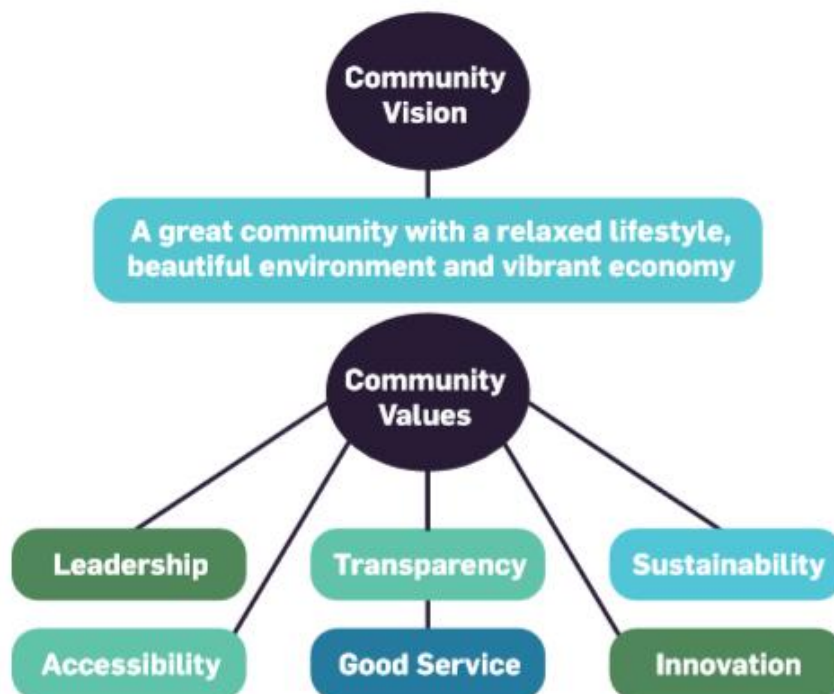 Community
Vision
A great community with a relaxed lifestyle,
beautiful environment and vibrant economy
Community
Values
Leadership
Transparency
Sustainability
Accessibility
Good Service
Innovation